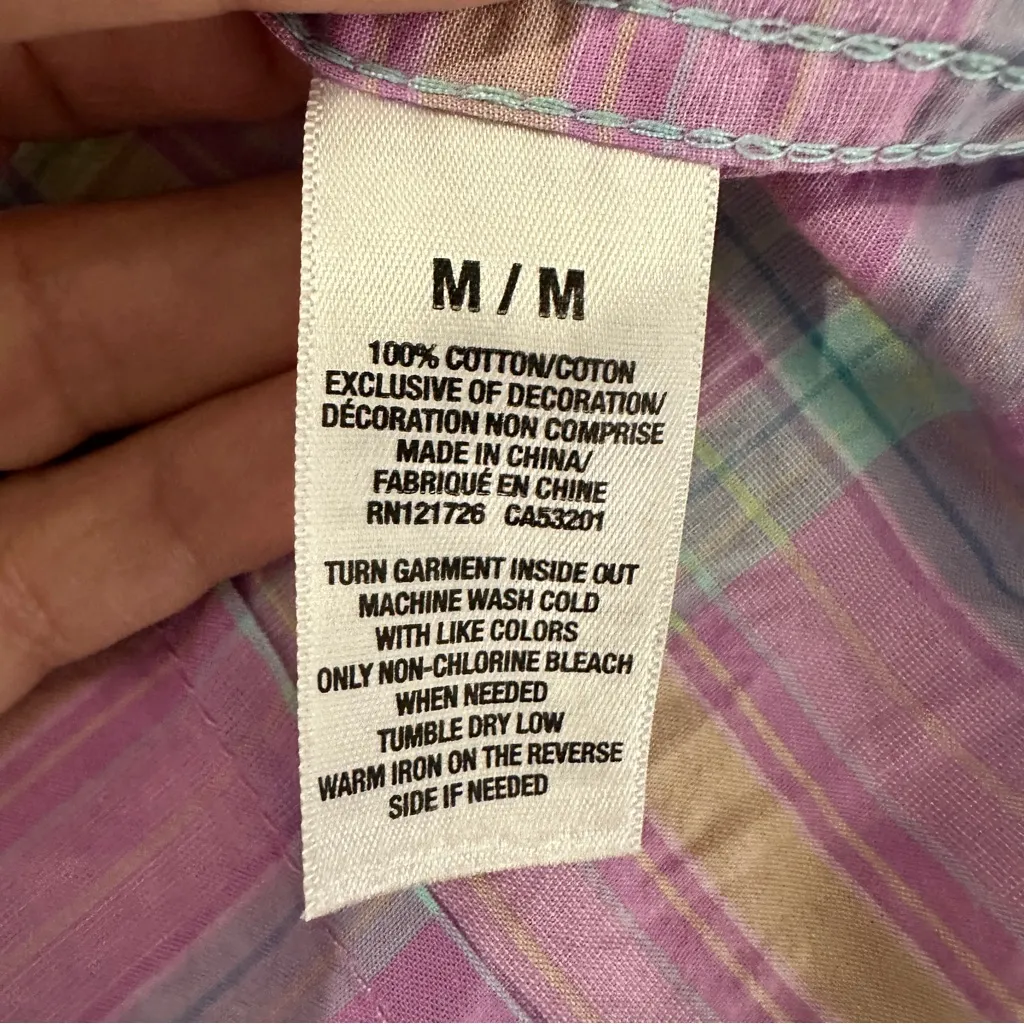 M / M
100% COTTON/COTON
EXCLUSIVE OF DECORATION/
DÉCORATION NON COMPRISE
MADE IN CHINA/
FABRIQUÉ EN CHINE
RN121726 CA53201
TURN GARMENT INSIDE OUT
MACHINE WASH COLD
WITH LIKE COLORS
ONLY NON-CHLORINE BLEACH
WHEN NEEDED
TUMBLE DRY LOW
WARM IRON ON THE REVERSE
SIDE IF NEEDED